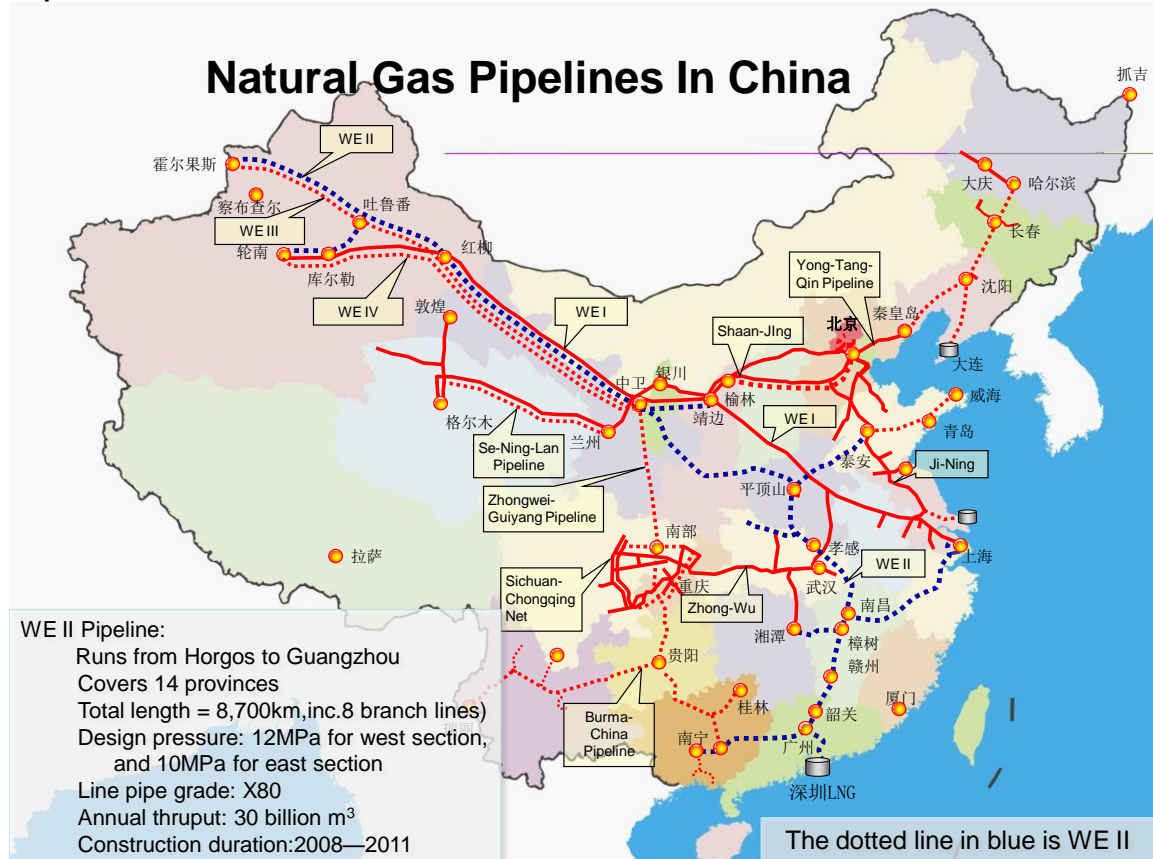 Natural Gas Pipelines In China
抓吉
WE II
霍尔果斯
大庆
哈尔滨
察布查尔
吐鲁番
WE III
长春
轮南
红柳
库尔勒
Yong-Tang-
Qin Pipeline
沈阳
WE IV
敦煌
WE I
Shaan-JIng
北京
秦皇岛
大连
银川
中卫
榆林
威海
靖边
格尔木
兰州
WE I
青岛
Se-Ning-Lan
Pipeline
泰安
Ji-Ning
平顶山
Zhongwei-
Guiyang Pipeline
南部
孝感
上海
拉萨
WE II
武汉
Sichuan-
Chongqing
Net
重庆
Zhong-Wu
南昌
湘潭
樟树
贵阳
赣州
桂林
厦门
韶关
Burma-
China
Pipeline
瑞丽
南宁
广州
深圳LNG
WE II Pipeline:
Runs from Horgos to Guangzhou
Covers 14 provinces
Total length = 8,700km,inc.8 branch lines)
Design pressure: 12MPa for west section,
and 10MPa for east section
Line pipe grade: X80
Annual thruput: 30 billion m³
Construction duration:2008—2011
The dotted line in blue is WE II